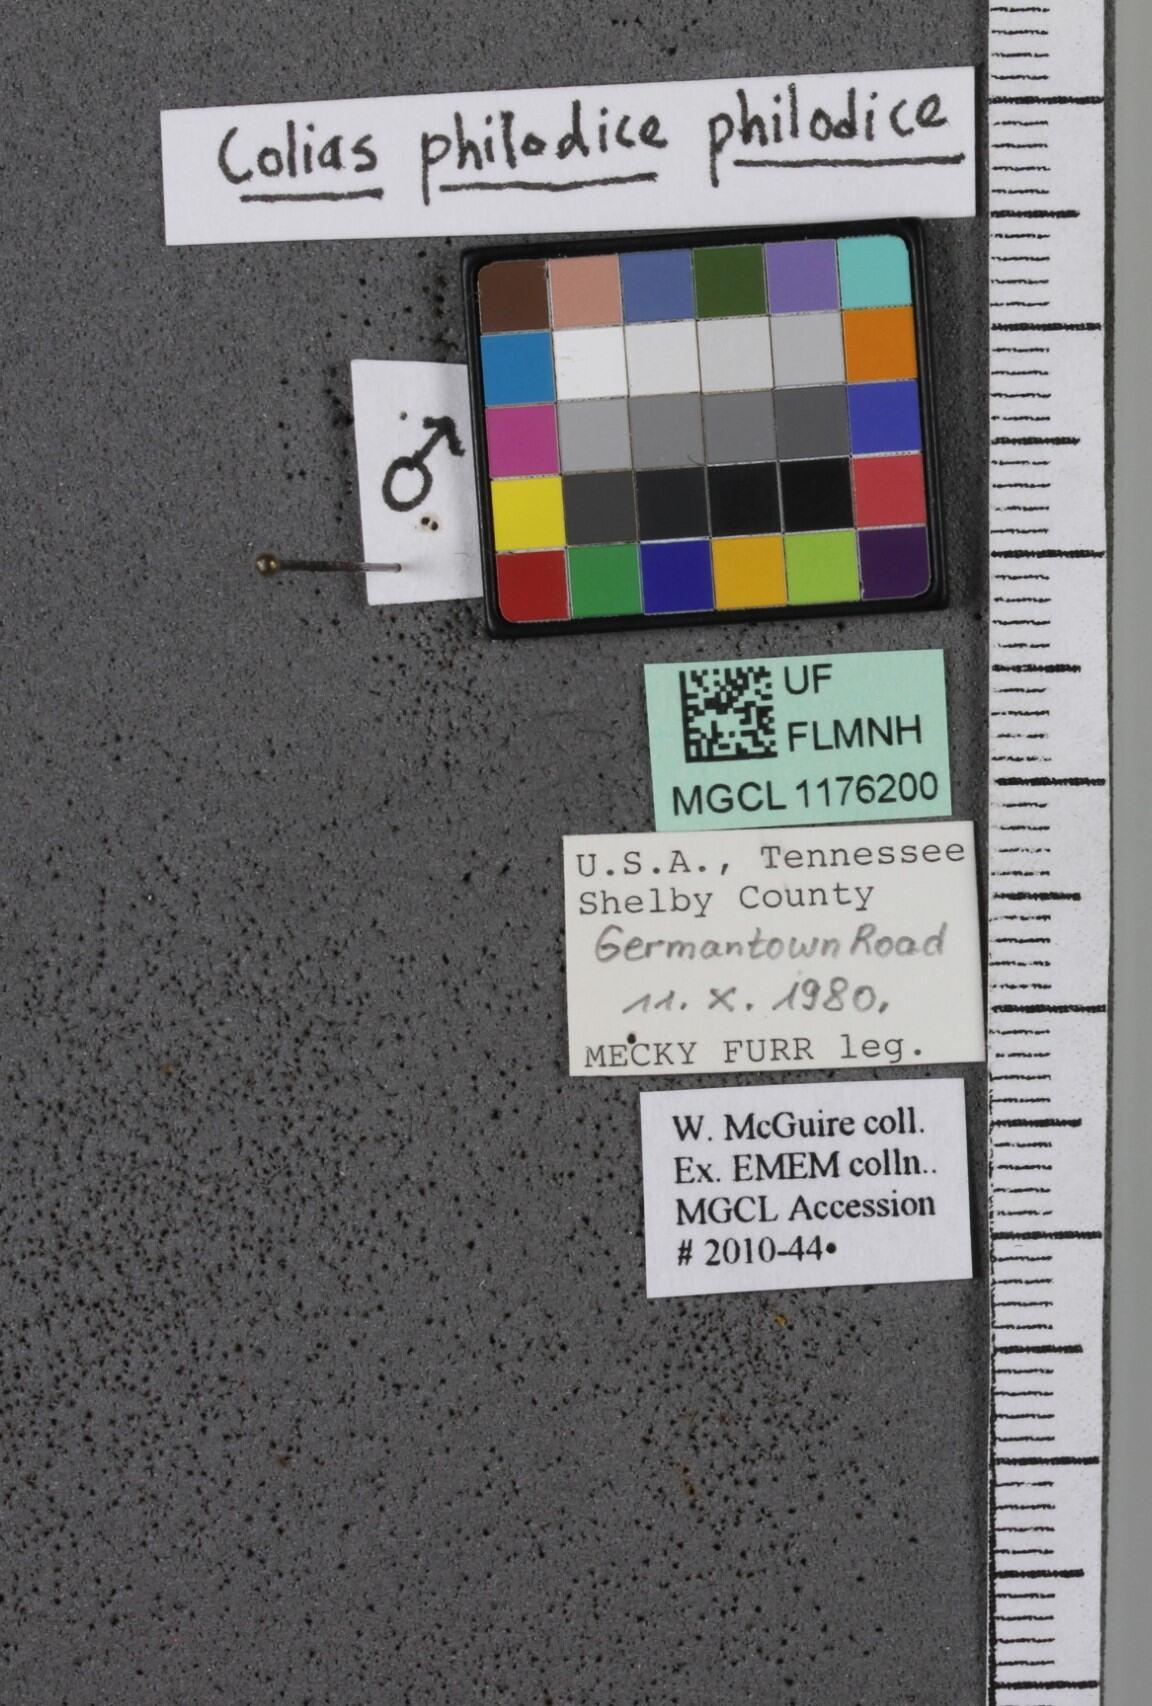 Colias philodice philodice
♂
UF
FLMNH
MGCL 1176200
U.S.A., Tennessee
Shelby County
Germantown Road
11. X. 1980.
MECKY FURR leg.
W. McGuire coll.
Ex. EMEM colln..
MGCL Accession
# 2010-44